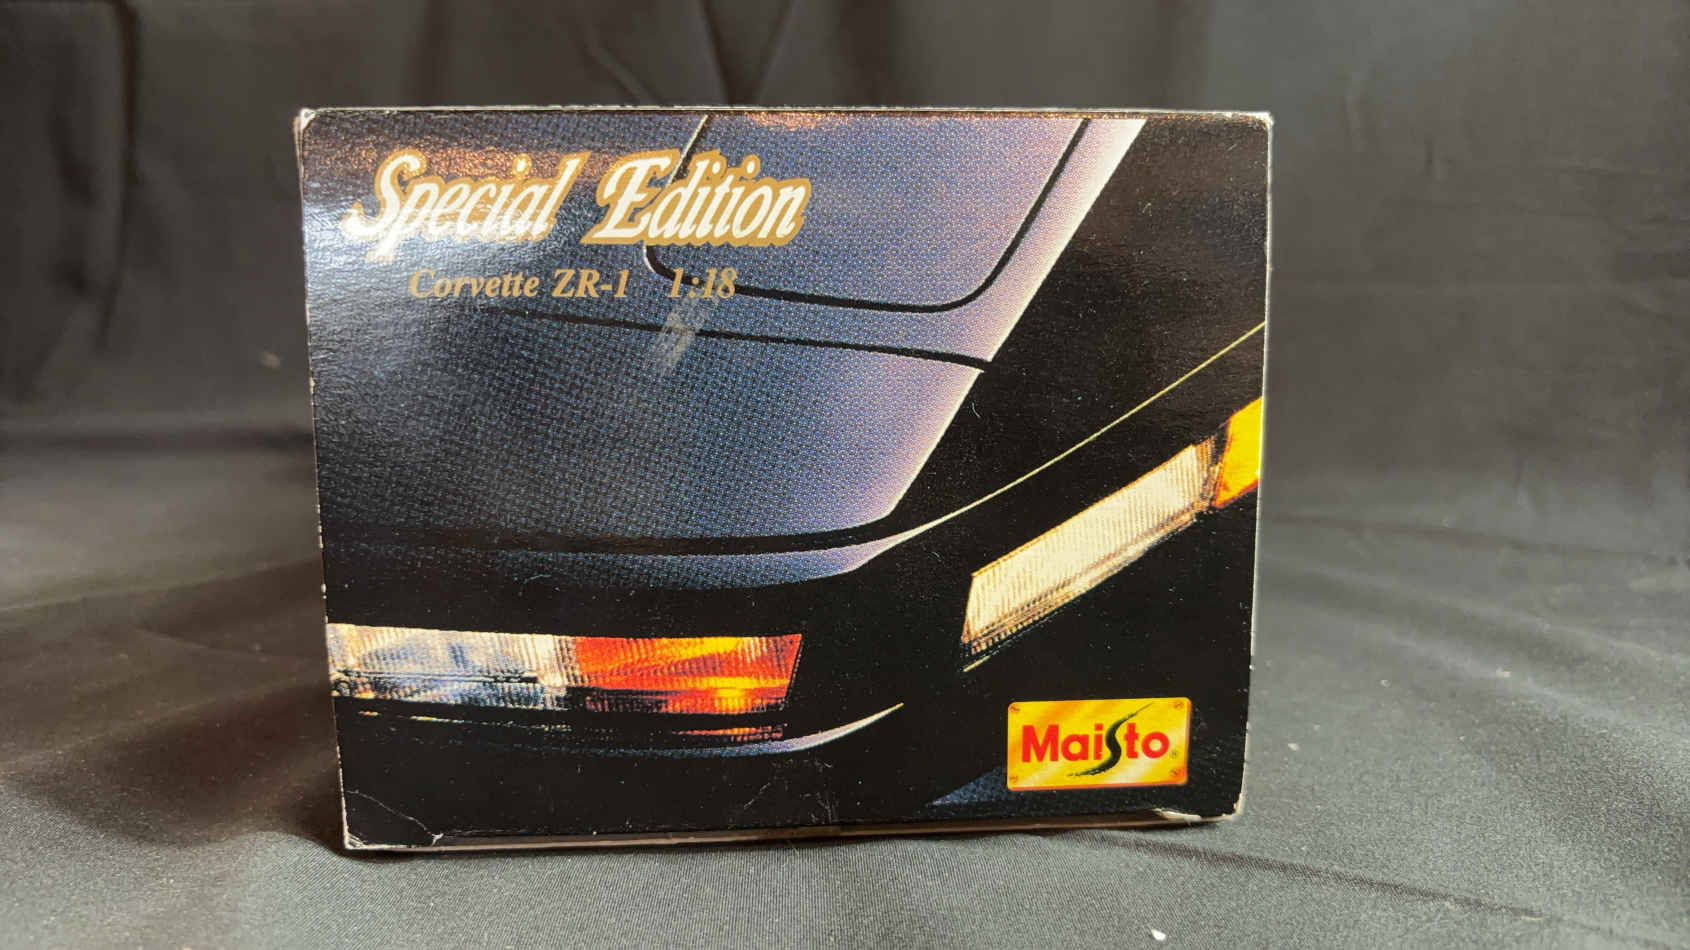 Special Edition
Corvette ZR-1 1:18
Maisto®